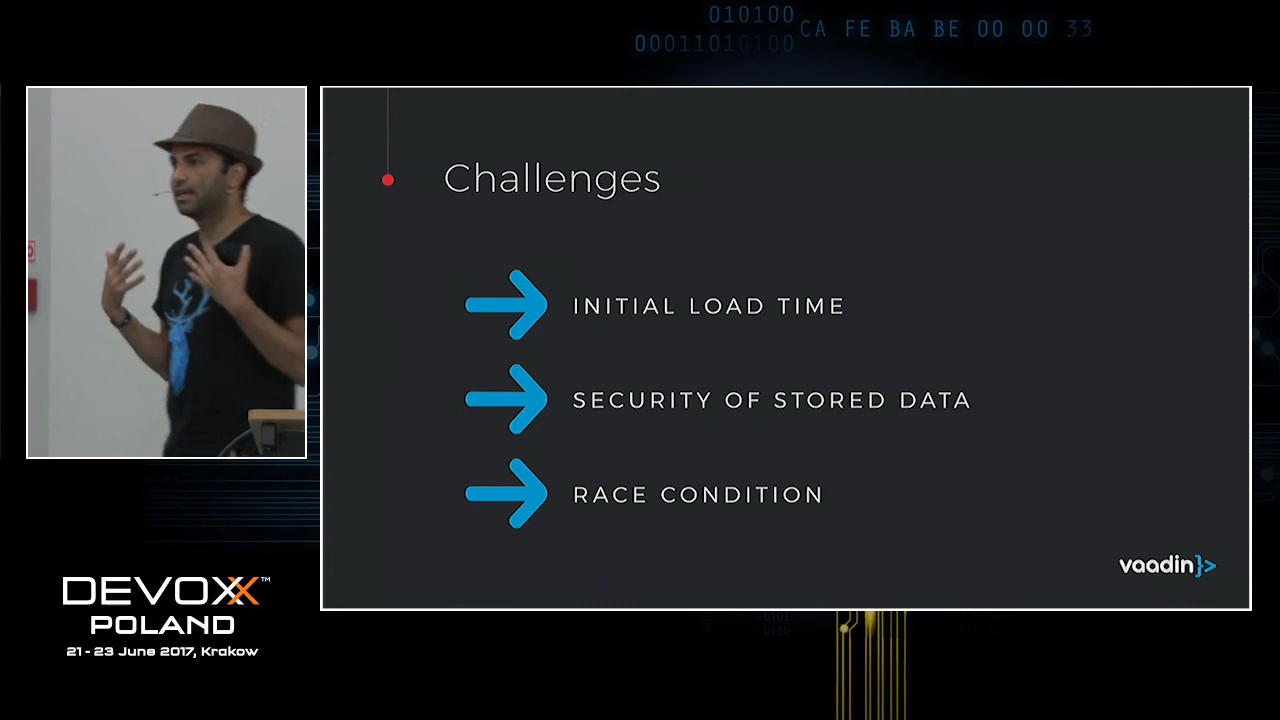 010100
00011010100
CA FE BA BE 00 00 33
Challenges
INITIAL LOAD TIME
SECURITY OF STORED DATA
RACE CONDITION
vaadin}>
DEVOXX™
POLAND
21 - 23 June 2017, Krakow